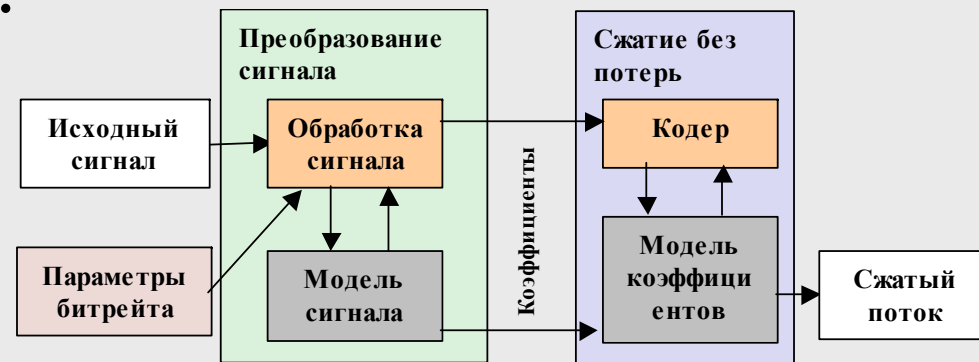 •
Преобразование
сигнала
Сжатие без
потерь
Исходный
сигнал
Обработка
сигнала
Кодер
Коэффициенты
Параметры
битрейта
Модель
сигнала
Модель
коэффици
ентов
Сжатый
поток